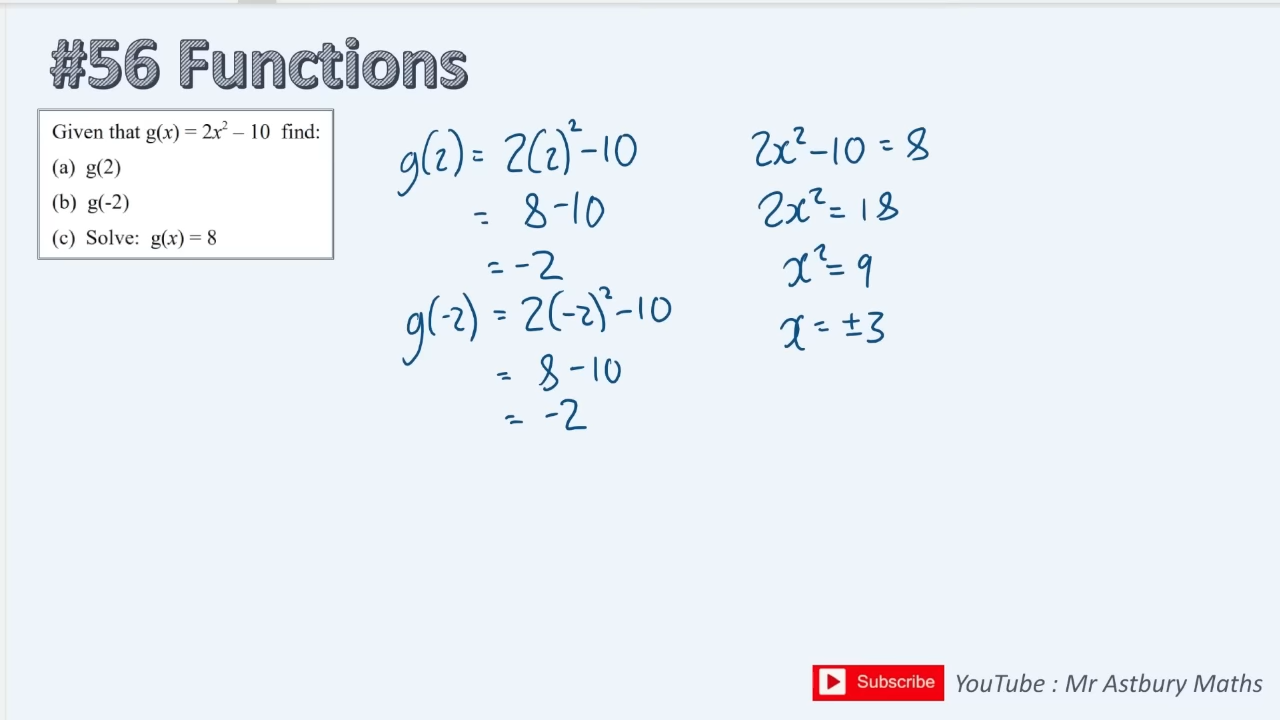 #56 Functions
Given that g(x) = 2x² – 10 find:
(a) g(2)
(b) g(-2)
(c) Solve: g(x) = 8
g(2) = 2(2)² - 10
= 8 - 10
= -2
g(-2) = 2(-2)² - 10
= 8 - 10
= -2
2x² - 10 = 8
2x² = 18
x² = 9
x = ±3
Subscribe
YouTube : Mr Astbury Maths